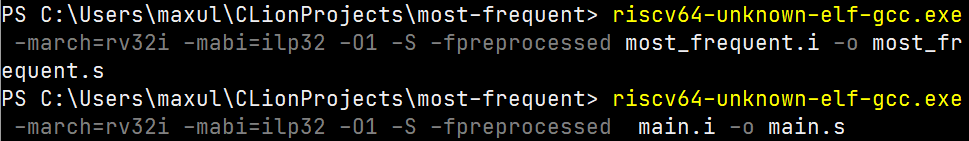 PS C:\Users\maxul\CLionProjects\most-frequent> riscv64-unknown-elf-gcc.exe
-march=rv32i -mabi=ilp32 -O1 -S -fpreprocessed most_frequent.i -o most_fr
equent.s
PS C:\Users\maxul\CLionProjects\most-frequent> riscv64-unknown-elf-gcc.exe
-march=rv32i -mabi=ilp32 -O1 -S -fpreprocessed  main.i -o main.s